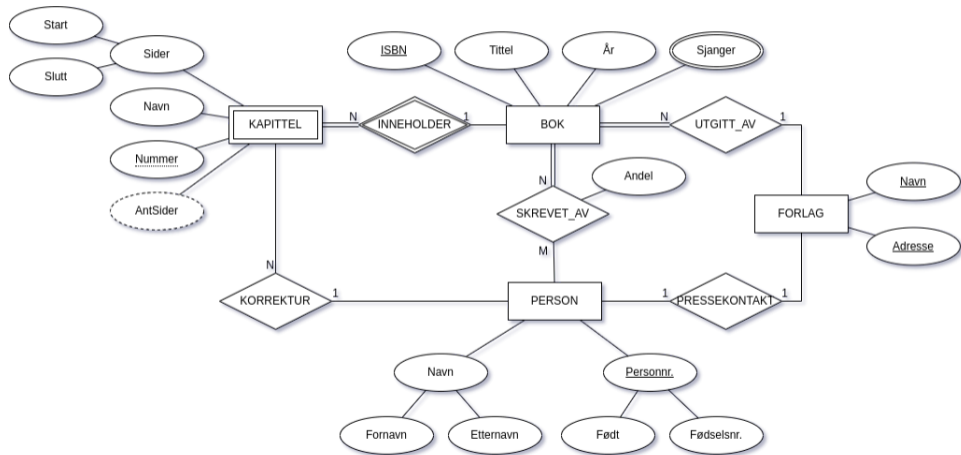 Start
Slutt
Sider
ISBN
Tittel
År
Sjanger
Navn
Nummer
AntSider
KAPITTEL
N
INNEHOLDER
1
BOK
N
UTGITT_AV
1
N
Andel
SKREVET_AV
M
FORLAG
Navn
Adresse
N
KORREKTUR
1
PERSON
1
PRESSEKONTAKT
1
Navn
Personnr.
Fornavn
Etternavn
Født
Fødselsnr.